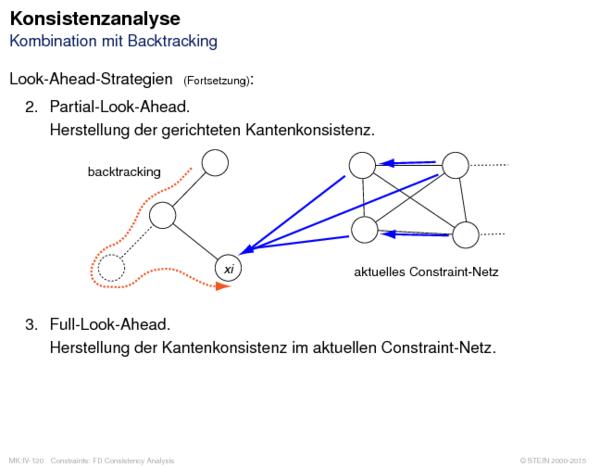 Konsistenzanalyse
Kombination mit Backtracking
Look-Ahead-Strategien (Fortsetzung):
2. Partial-Look-Ahead.
Herstellung der gerichteten Kantenkonsistenz.
backtracking
xi
aktuelles Constraint-Netz
3. Full-Look-Ahead.
Herstellung der Kantenkonsistenz im aktuellen Constraint-Netz.
MK:IV-120 Constraints: FD Consistency Analysis
© STEIN 2000-2015